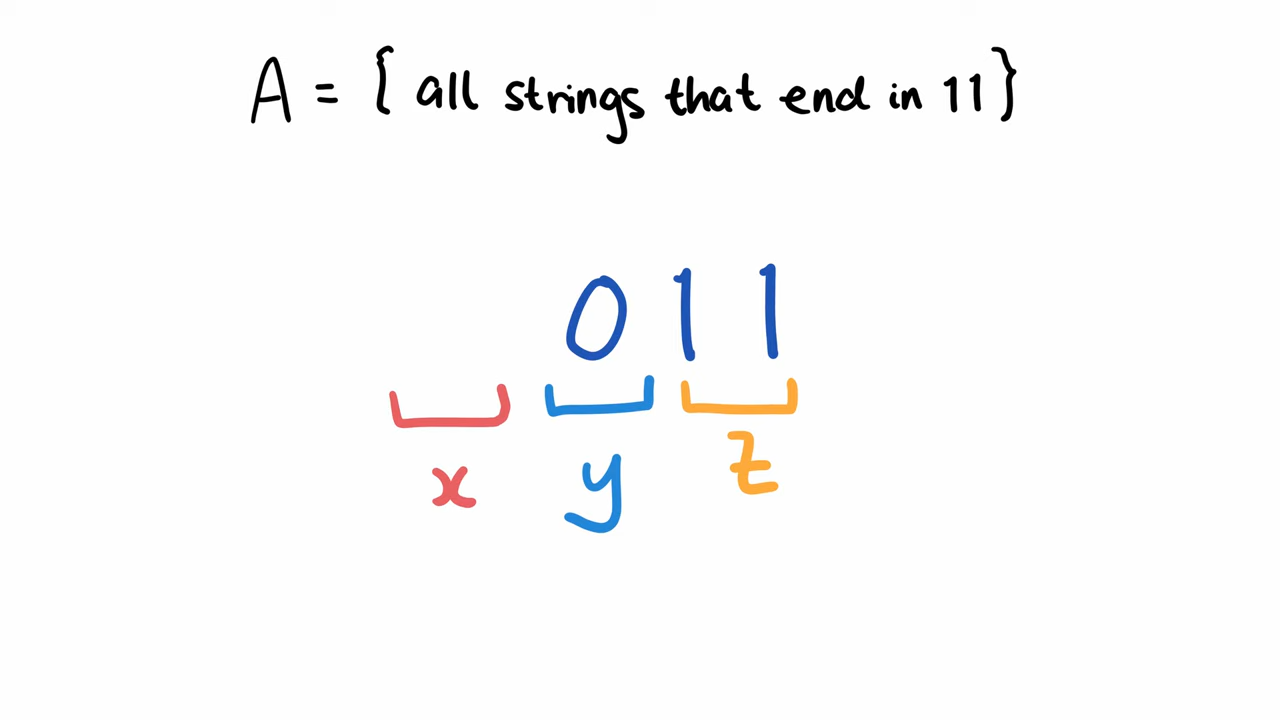 A = { all strings that end in 11 }
0 1 1
x y z